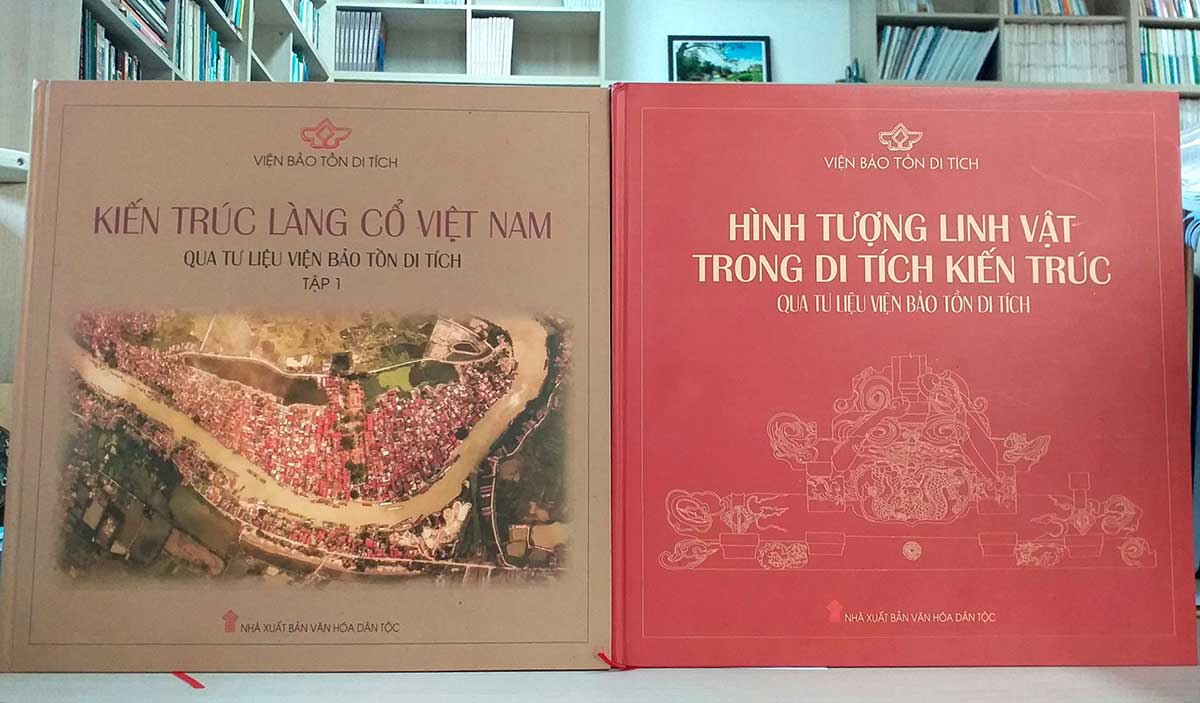 VIỆN BẢO TỒN DI TÍCH
KIẾN TRÚC LÀNG CỔ VIỆT NAM
QUA TƯ LIỆU VIỆN BẢO TỒN DI TÍCH
TẬP 1
NHÀ XUẤT BẢN VĂN HÓA DÂN TỘC
VIỆN BẢO TỒN DI TÍCH
HÌNH TƯỢNG LINH VẬT
TRONG DI TÍCH KIẾN TRÚC
QUA TƯ LIỆU VIỆN BẢO TỒN DI TÍCH
NHÀ XUẤT BẢN VĂN HÓA DÂN TỘC